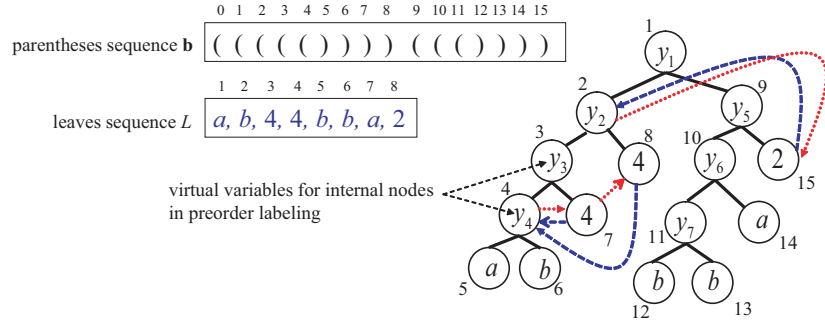 0 1 2 3 4 5 6 7 8 9 10 11 12 13 14 15
parentheses sequence b ( ( ( ( ( ) ) ) ) ( ( ( ) ) ) )
1 2 3 4 5 6 7 8
leaves sequence L a, b, 4, 4, b, b, a, 2
virtual variables for internal nodes
in preorder labeling
1 y1
2 y2 9 y5
3 y3 8 4 10 y6 2 15
4 y4 4 7 11 y7 a 14
5 a b 6 12 b b 13